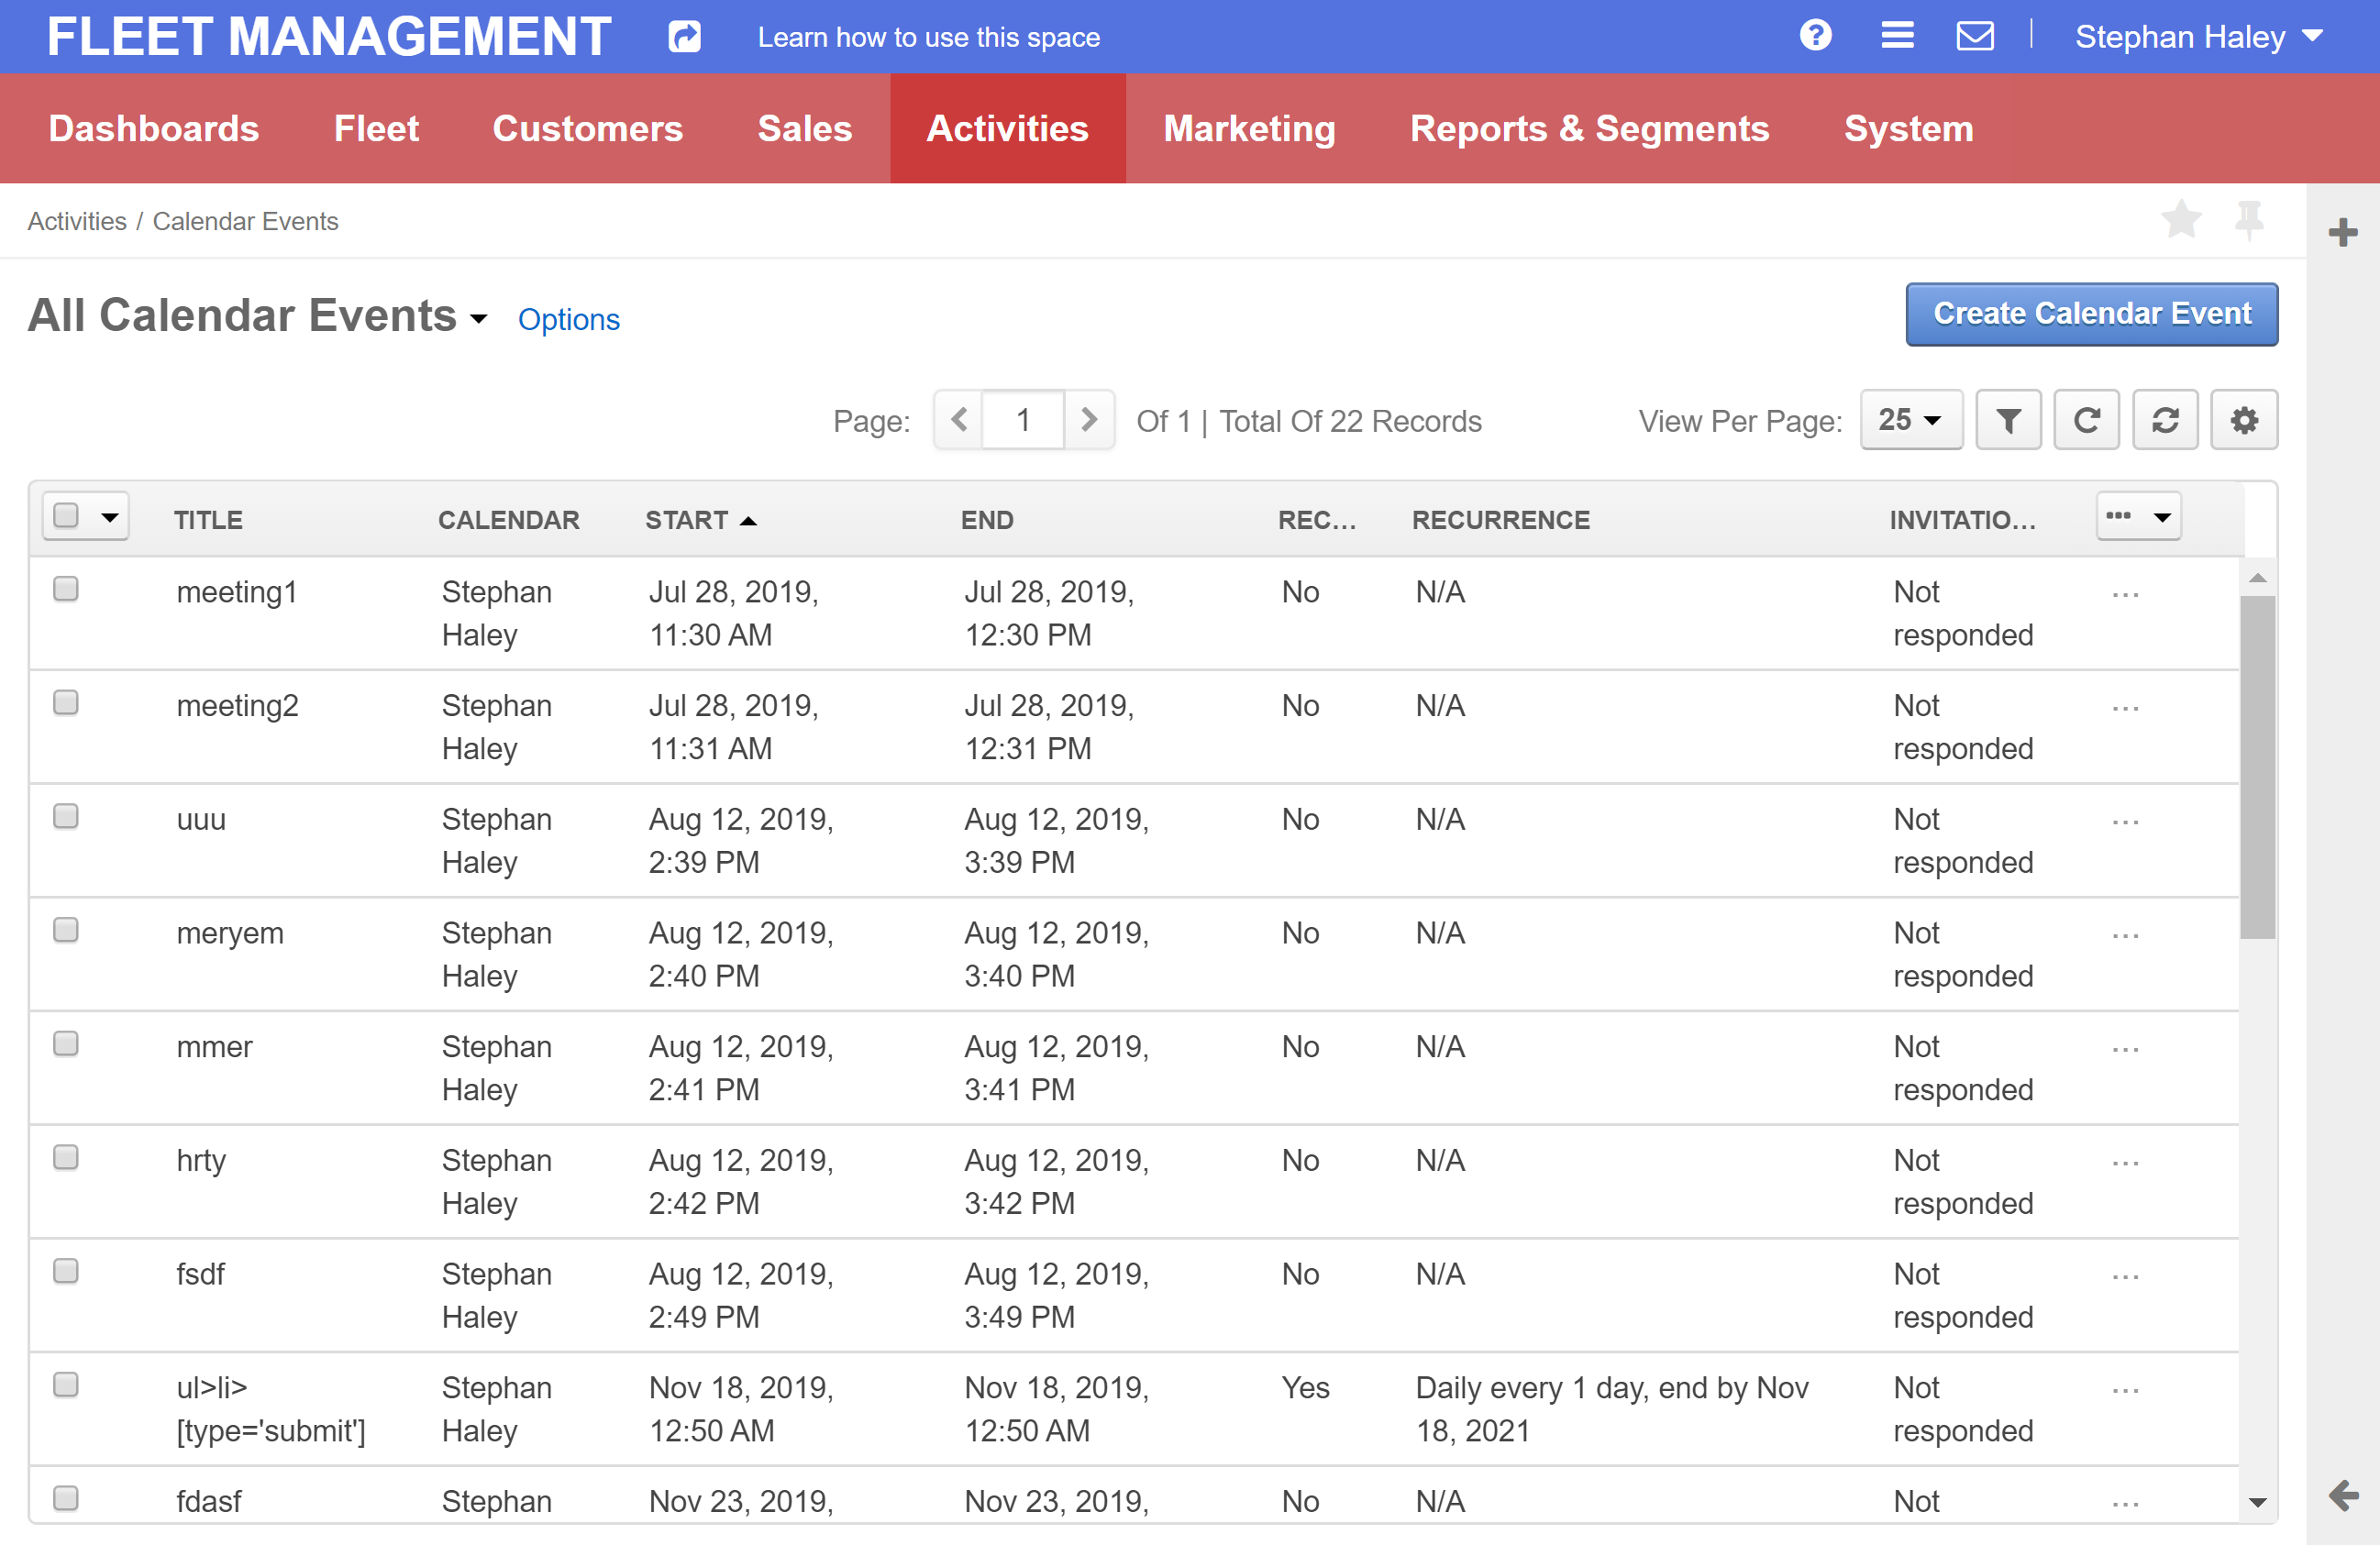 FLEET MANAGEMENT Learn how to use this space Stephan Haley
Dashboards Fleet Customers Sales Activities Marketing Reports & Segments System
Activities / Calendar Events
All Calendar Events Options Create Calendar Event
Page: 1 Of 1 | Total Of 22 Records View Per Page: 25
TITLE CALENDAR START END REC... RECURRENCE INVITATIO...
meeting1 Stephan Jul 28, 2019, Jul 28, 2019, No N/A Not ...
Haley 11:30 AM 12:30 PM responded
meeting2 Stephan Jul 28, 2019, Jul 28, 2019, No N/A Not ...
Haley 11:31 AM 12:31 PM responded
uuu Stephan Aug 12, 2019, Aug 12, 2019, No N/A Not ...
Haley 2:39 PM 3:39 PM responded
meryem Stephan Aug 12, 2019, Aug 12, 2019, No N/A Not ...
Haley 2:40 PM 3:40 PM responded
mmer Stephan Aug 12, 2019, Aug 12, 2019, No N/A Not ...
Haley 2:41 PM 3:41 PM responded
hrty Stephan Aug 12, 2019, Aug 12, 2019, No N/A Not ...
Haley 2:42 PM 3:42 PM responded
fsdf Stephan Aug 12, 2019, Aug 12, 2019, No N/A Not ...
Haley 2:49 PM 3:49 PM responded
ul>li> Stephan Nov 18, 2019, Nov 18, 2019, Yes Daily every 1 day, end by Nov Not ...
[type='submit'] Haley 12:50 AM 12:50 AM 18, 2021 responded
fdasf Stephan Nov 23, 2019, Nov 23, 2019, No N/A Not ...